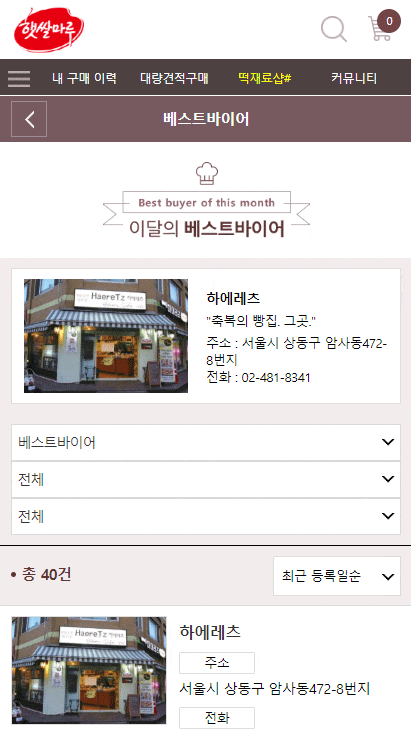 햇쌀마루
0
내 구매 이력 대량견적구매 떡재료샵# 커뮤니티
베스트바이어
Best buyer of this month
이달의 베스트바이어
HaereTz
하에레츠
"축복의 빵집. 그곳."
주소 : 서울시 상동구 암사동472-
8번지
전화 : 02-481-8341
베스트바이어
전체
전체
• 총 40건
최근 등록일순
HaereTz
하에레츠
주소
서울시 상동구 암사동472-8번지
전화